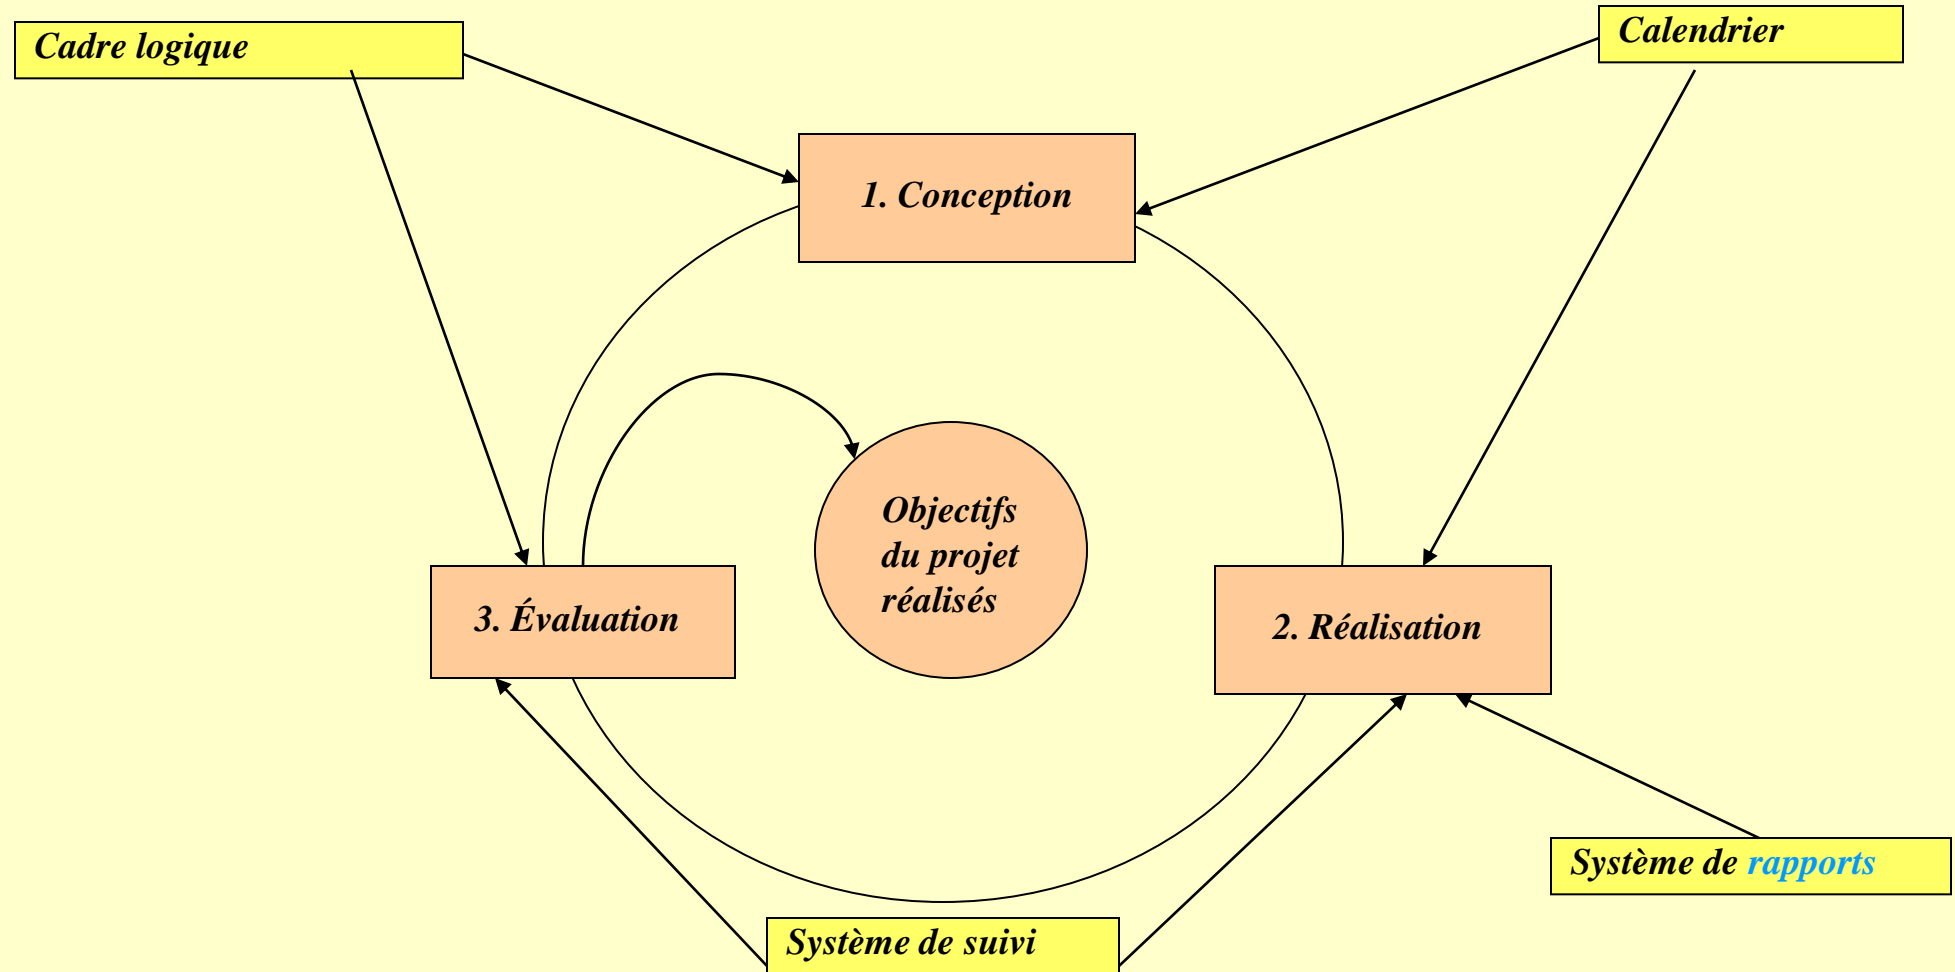 Cadre logique
Calendrier
1. Conception
Objectifs
du projet
réalisés
3. Évaluation
2. Réalisation
Système de rapports
Système de suivi